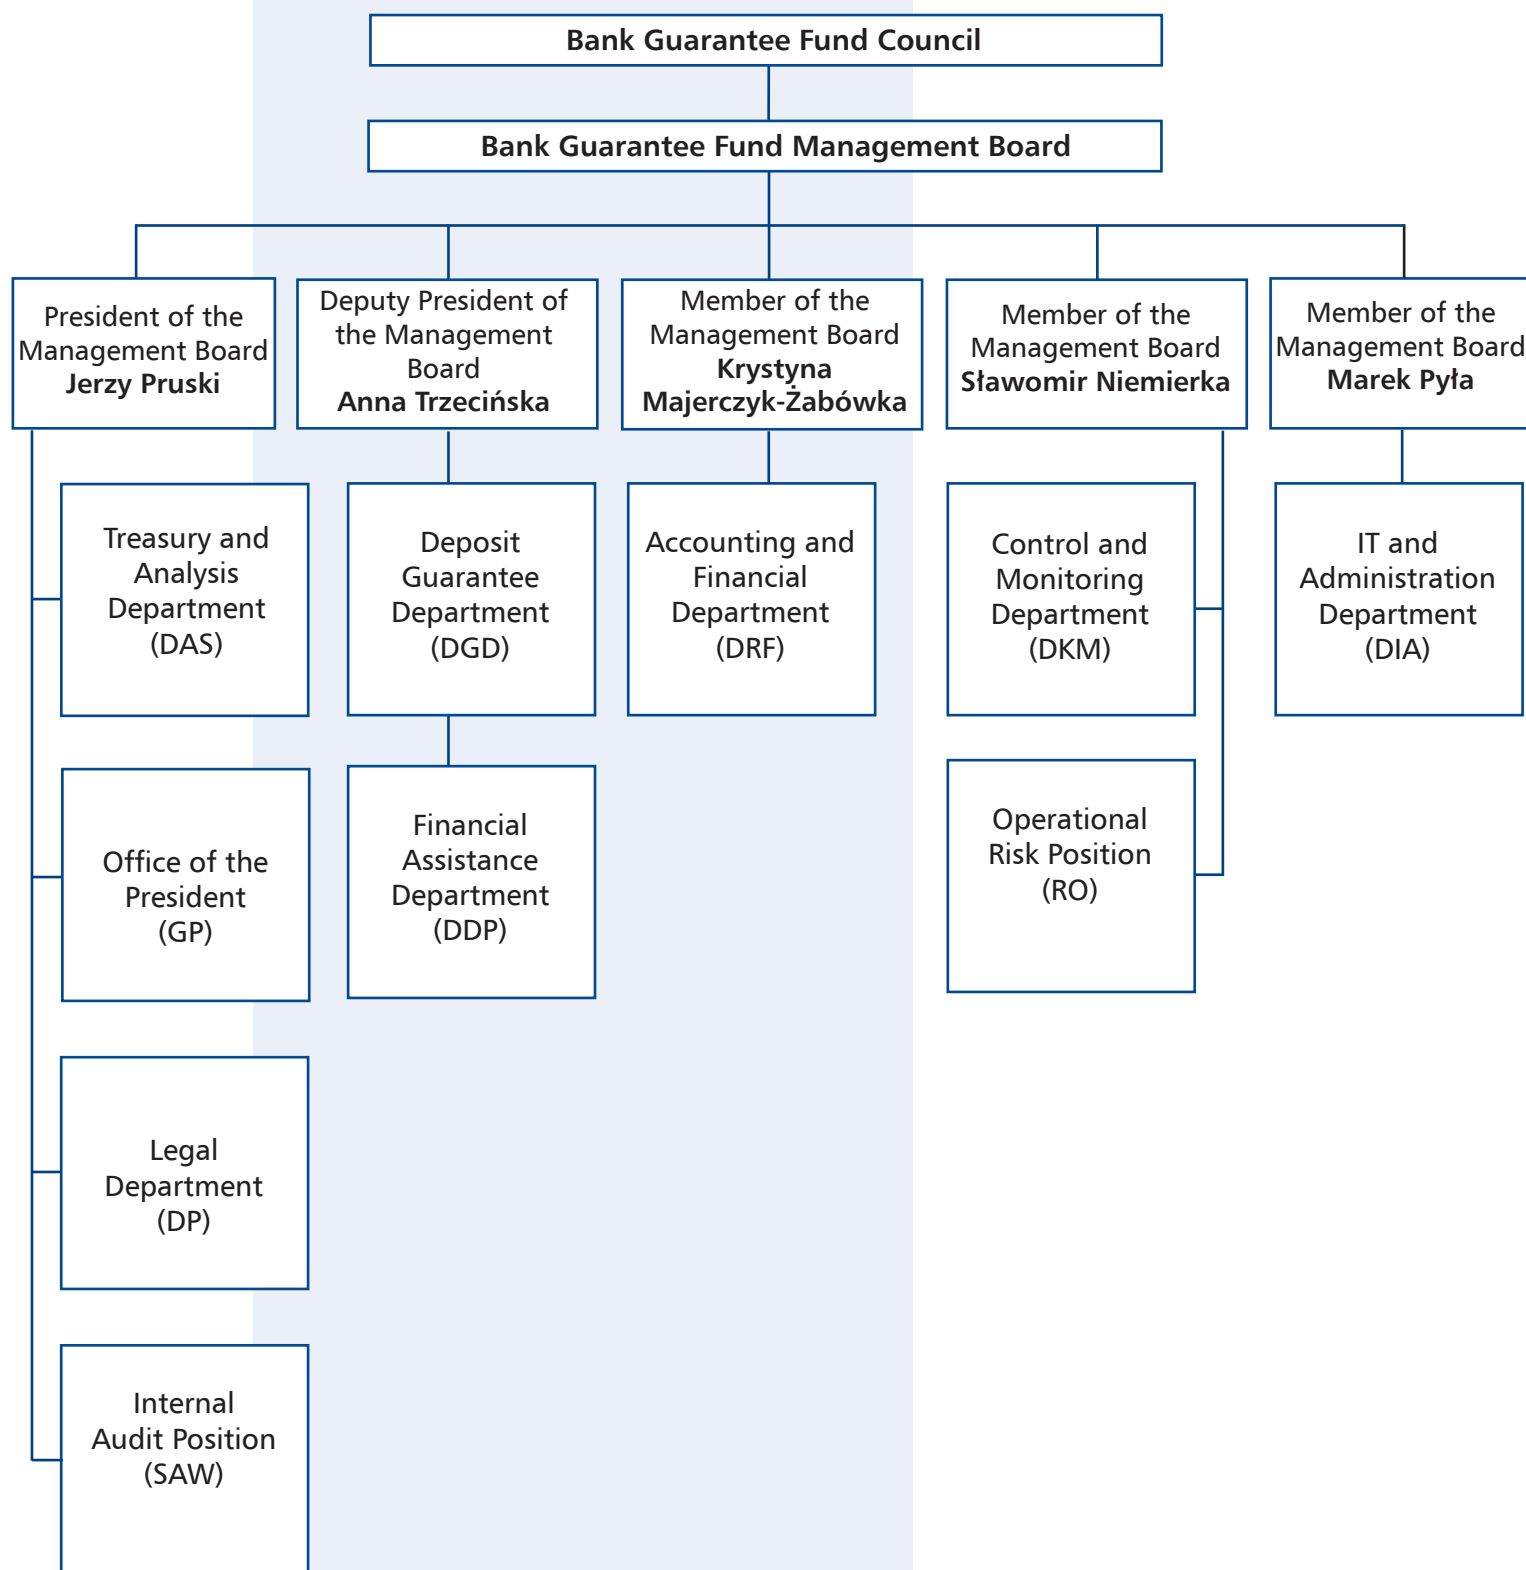 Bank Guarantee Fund Council
Bank Guarantee Fund Management Board
President of the
Management Board
Jerzy Pruski
Deputy President of
the Management
Board
Anna Trzecińska
Member of the
Management Board
Krystyna
Majerczyk-Żabówka
Member of the
Management Board
Sławomir Niemierka
Member of the
Management Board
Marek Pyła
Treasury and
Analysis
Department
(DAS)
Deposit
Guarantee
Department
(DGD)
Accounting and
Financial
Department
(DRF)
Control and
Monitoring
Department
(DKM)
IT and
Administration
Department
(DIA)
Office of the
President
(GP)
Financial
Assistance
Department
(DDP)
Operational
Risk Position
(RO)
Legal
Department
(DP)
Internal
Audit Position
(SAW)